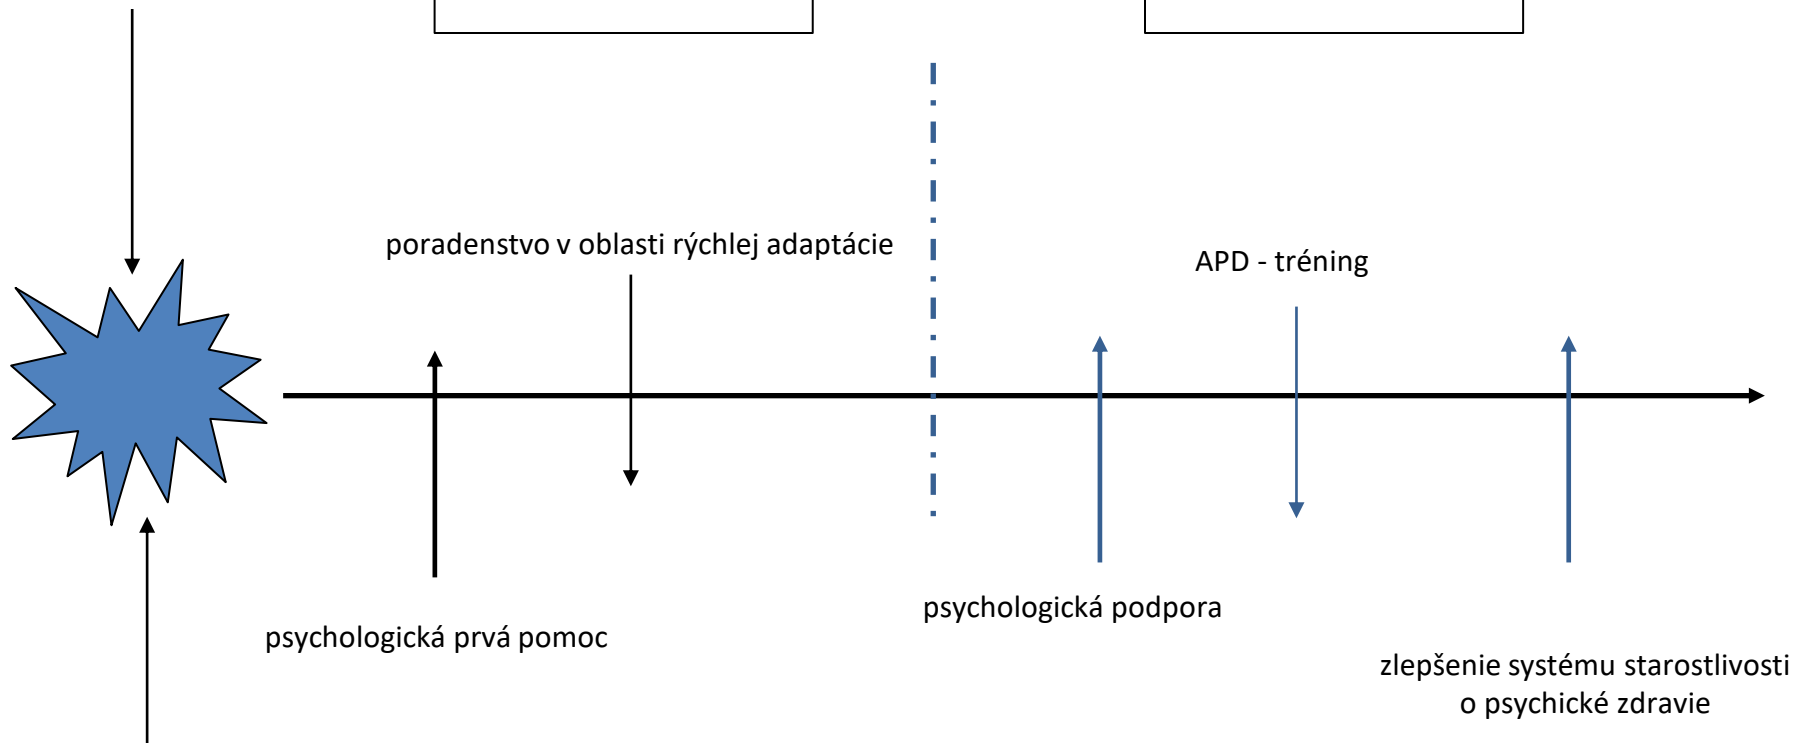 poradenstvo v oblasti rýchlej adaptácie
APD - tréning
psychologická prvá pomoc
psychologická podpora
zlepšenie systému starostlivosti
o psychické zdravie